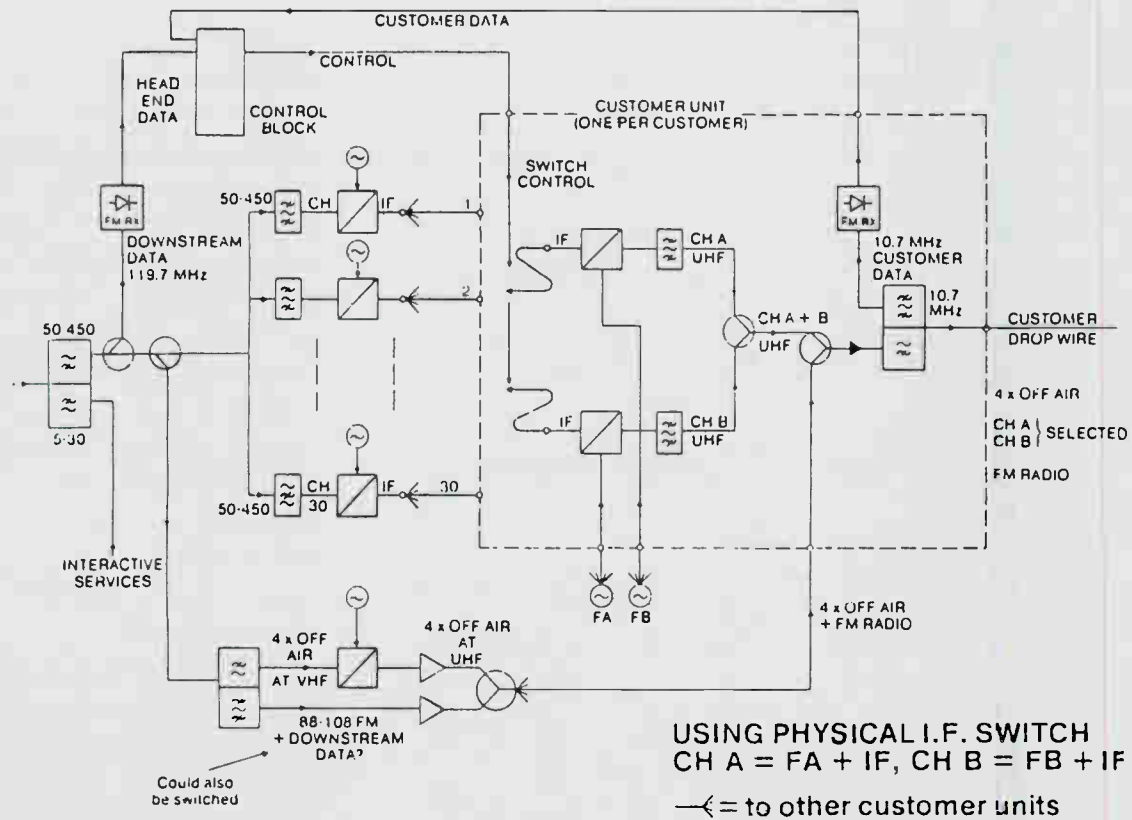 CUSTOMER DATA
CONTROL
HEAD
END
DATA
CONTROL
BLOCK
CUSTOMER UNIT
(ONE PER CUSTOMER)
SWITCH
CONTROL
FM RX
DOWNSTREAM
DATA
119.7 MHz
50-450
CH
IF
1
2
50-450
CH
30
IF
30
50-450
5-30
INTERACTIVE
SERVICES
IF
CH A
UHF
IF
CH B
UHF
CH A + B
UHF
FM RX
10.7 MHz
CUSTOMER
DATA
10.7
MHz
CUSTOMER
DROP WIRE
4 x OFF AIR
CH A
CH B
SELECTED
FM RADIO
FA
FB
4 x OFF AIR
+ FM RADIO
4 x OFF
AIR
AT VHF
4 x OFF AIR
AT
UHF
88-108 FM
+ DOWNSTREAM
DATA?
Could also
be switched
USING PHYSICAL I.F. SWITCH
CH A = FA + IF, CH B = FB + IF
= to other customer units